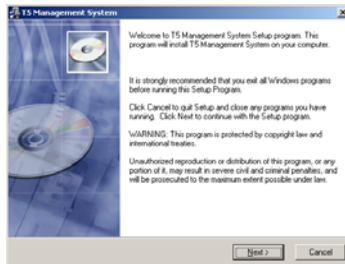 T5 Management System
Welcome to T5 Management System Setup program. This
program will install T5 Management System on your computer.
It is strongly recommended that you exit all Windows programs
before running this Setup Program.
Click Cancel to quit Setup and close any programs you have
running. Click Next to continue with the Setup program.
WARNING: This program is protected by copyright law and
international treaties.
Unauthorized reproduction or distribution of this program, or any
portion of it, may result in severe civil and criminal penalties, and
will be prosecuted to the maximum extent possible under law.
Next >
Cancel